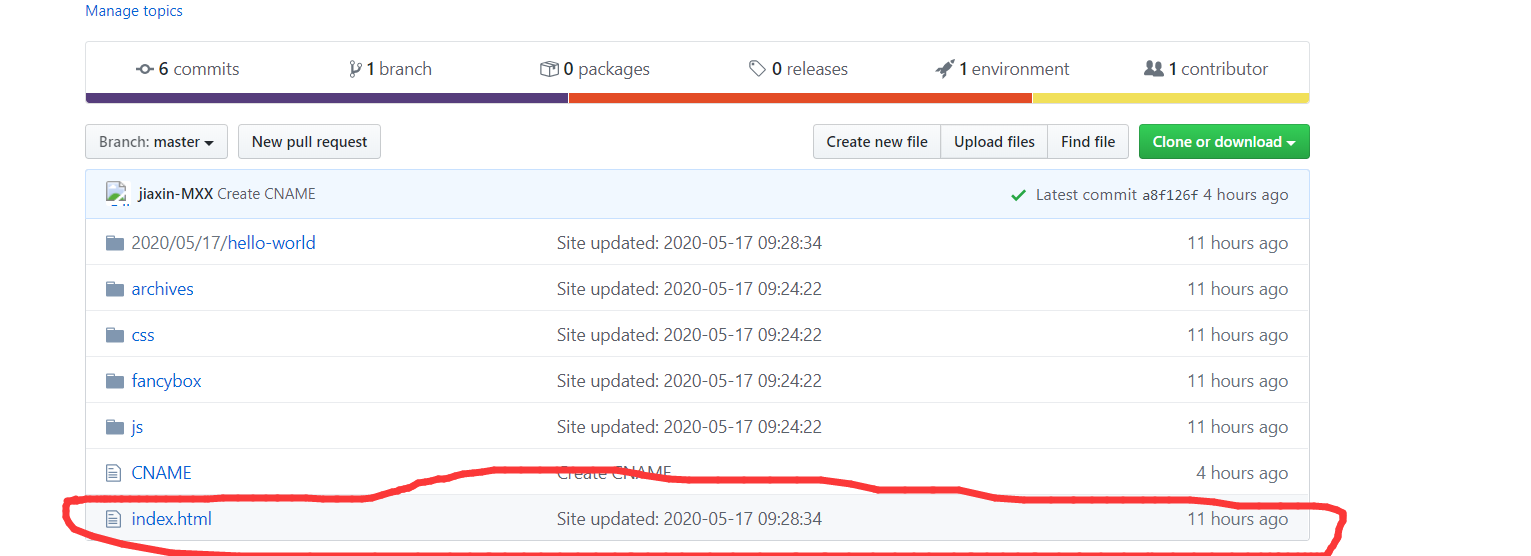 Manage topics
6 commits 1 branch 0 packages 0 releases 1 environment 1 contributor
Branch: master New pull request Create new file Upload files Find file Clone or download
jiaxin-MXX Create CNAME Latest commit a8f126f 4 hours ago
2020/05/17/hello-world Site updated: 2020-05-17 09:28:34 11 hours ago
archives Site updated: 2020-05-17 09:24:22 11 hours ago
css Site updated: 2020-05-17 09:24:22 11 hours ago
fancybox Site updated: 2020-05-17 09:24:22 11 hours ago
js Site updated: 2020-05-17 09:24:22 11 hours ago
CNAME Create CNAME 4 hours ago
index.html Site updated: 2020-05-17 09:28:34 11 hours ago